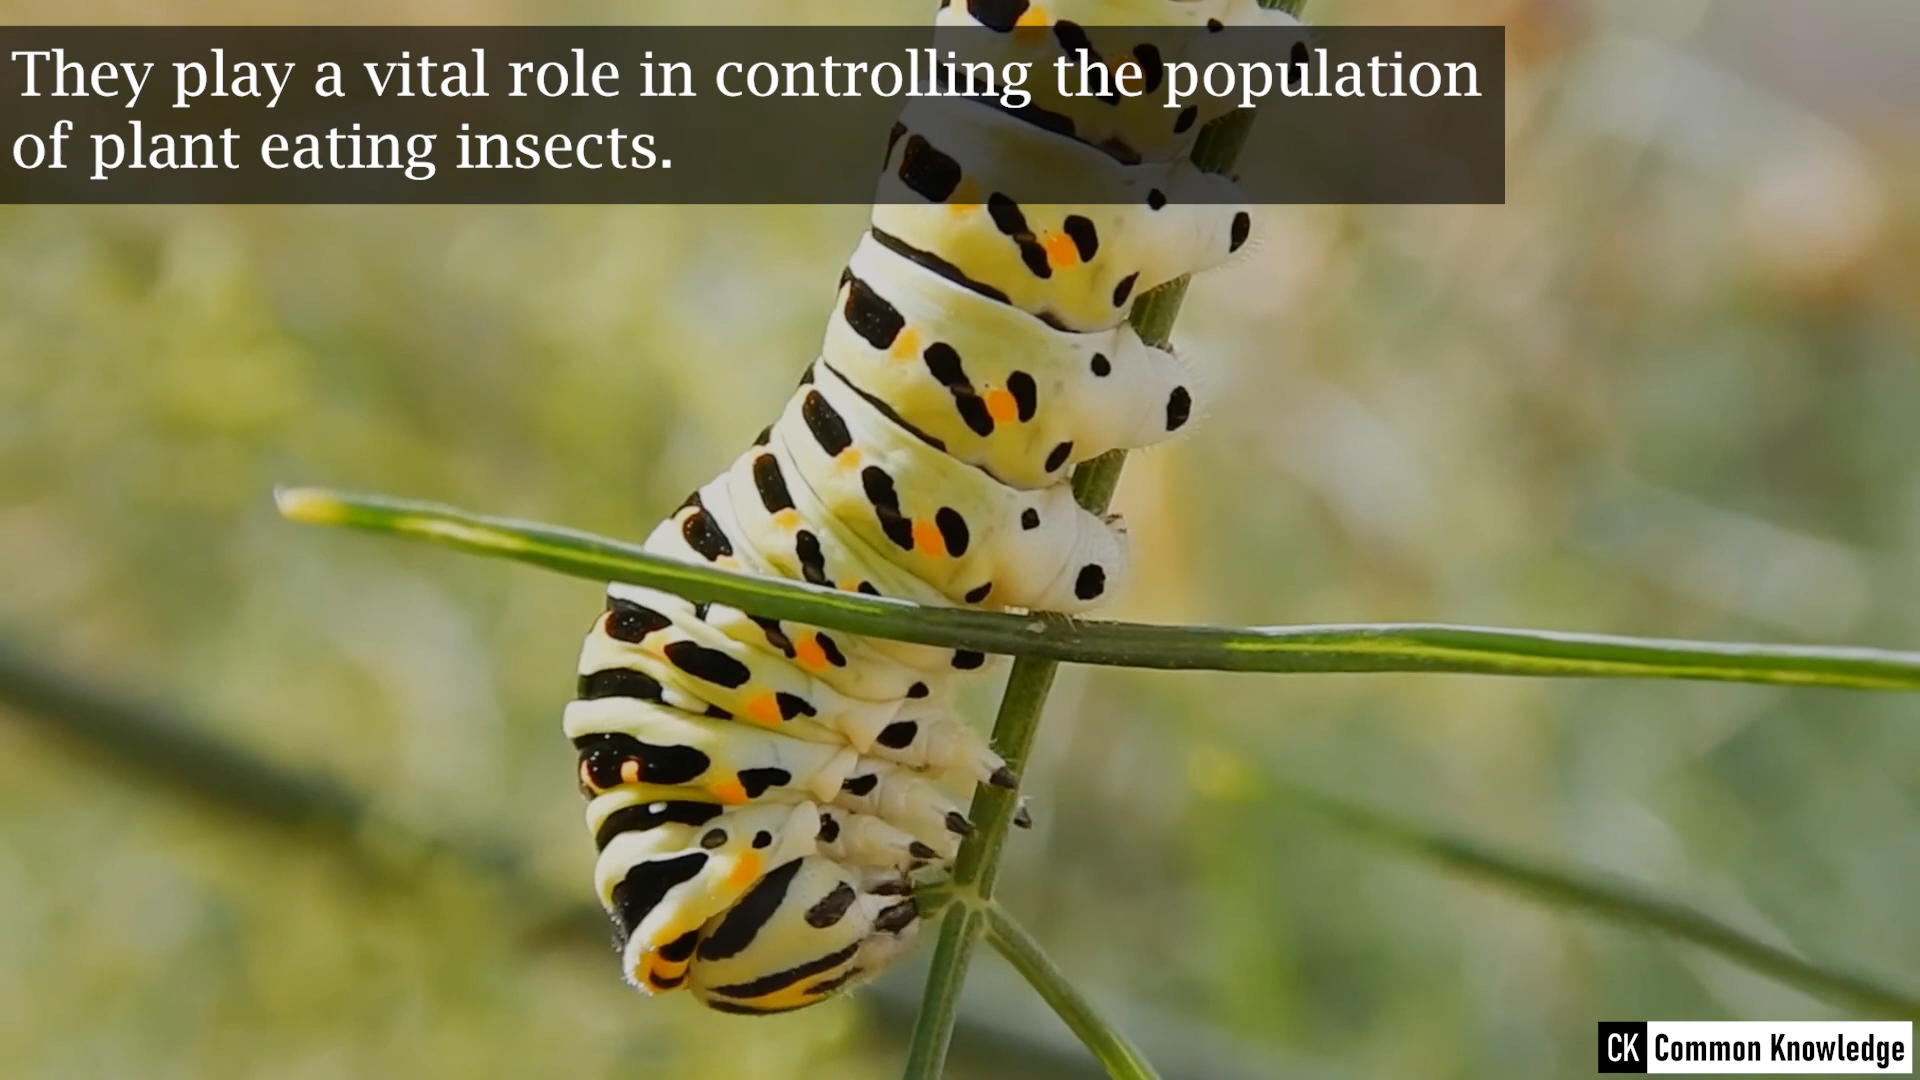 They play a vital role in controlling the population
of plant eating insects.
CK Common Knowledge